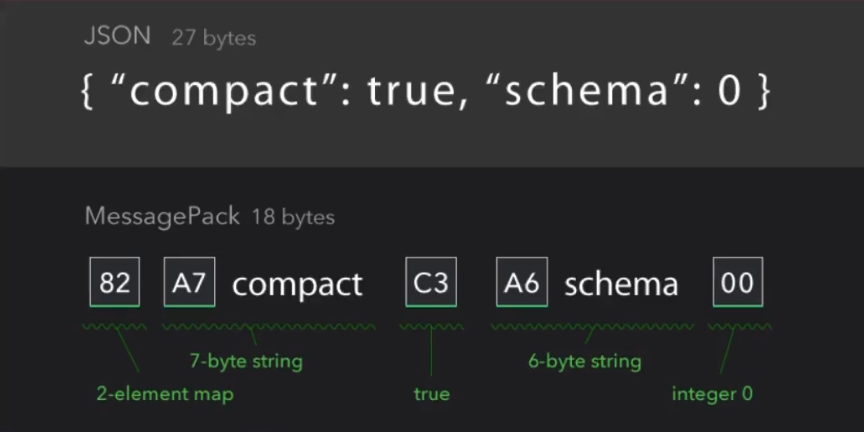 JSON 27 bytes
{ “compact”: true, “schema”: 0 }
MessagePack 18 bytes
82 A7 compact C3 A6 schema 00
7-byte string 6-byte string
2-element map true integer 0